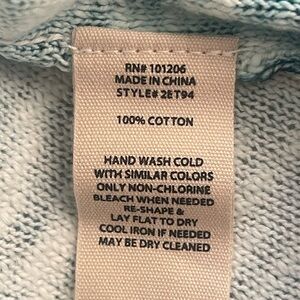 RN# 101206
MADE IN CHINA
STYLE# 2ET94
100% COTTON
HAND WASH COLD
WITH SIMILAR COLORS
ONLY NON-CHLORINE
BLEACH WHEN NEEDED
RE-SHAPE &
LAY FLAT TO DRY
COOL IRON IF NEEDED
MAY BE DRY CLEANED